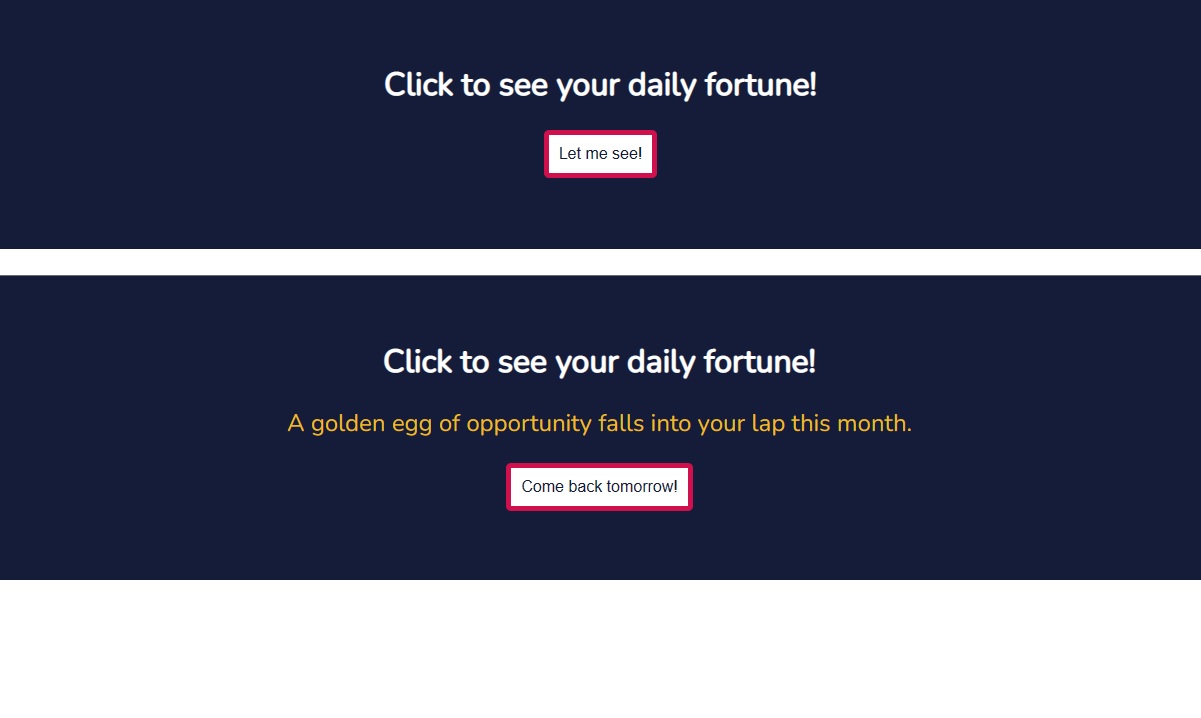 Click to see your daily fortune!
Let me see!
Click to see your daily fortune!
A golden egg of opportunity falls into your lap this month.
Come back tomorrow!